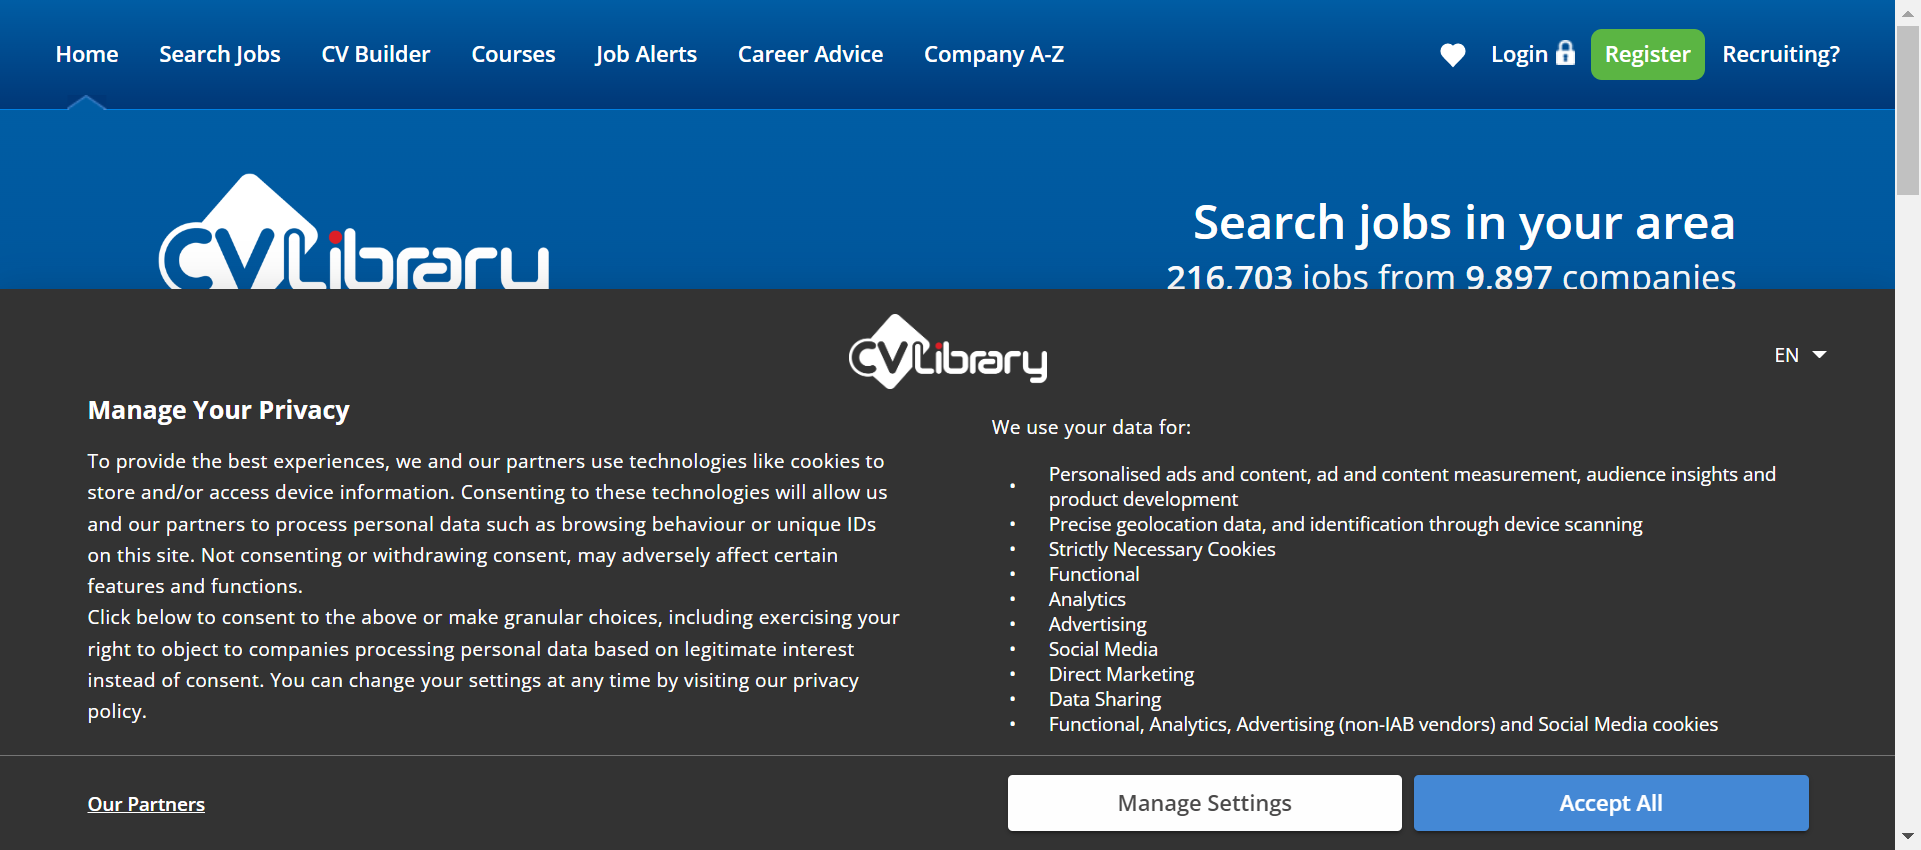 Home Search Jobs CV Builder Courses Job Alerts Career Advice Company A-Z Login Register Recruiting?
CVLibrary
Search jobs in your area
216,703 jobs from 9,897 companies
CVLibrary
EN
Manage Your Privacy
To provide the best experiences, we and our partners use technologies like cookies to
store and/or access device information. Consenting to these technologies will allow us
and our partners to process personal data such as browsing behaviour or unique IDs
on this site. Not consenting or withdrawing consent, may adversely affect certain
features and functions.
Click below to consent to the above or make granular choices, including exercising your
right to object to companies processing personal data based on legitimate interest
instead of consent. You can change your settings at any time by visiting our privacy
policy.
We use your data for:
• Personalised ads and content, ad and content measurement, audience insights and
product development
• Precise geolocation data, and identification through device scanning
• Strictly Necessary Cookies
• Functional
• Analytics
• Advertising
• Social Media
• Direct Marketing
• Data Sharing
• Functional, Analytics, Advertising (non-IAB vendors) and Social Media cookies
Our Partners
Manage Settings
Accept All